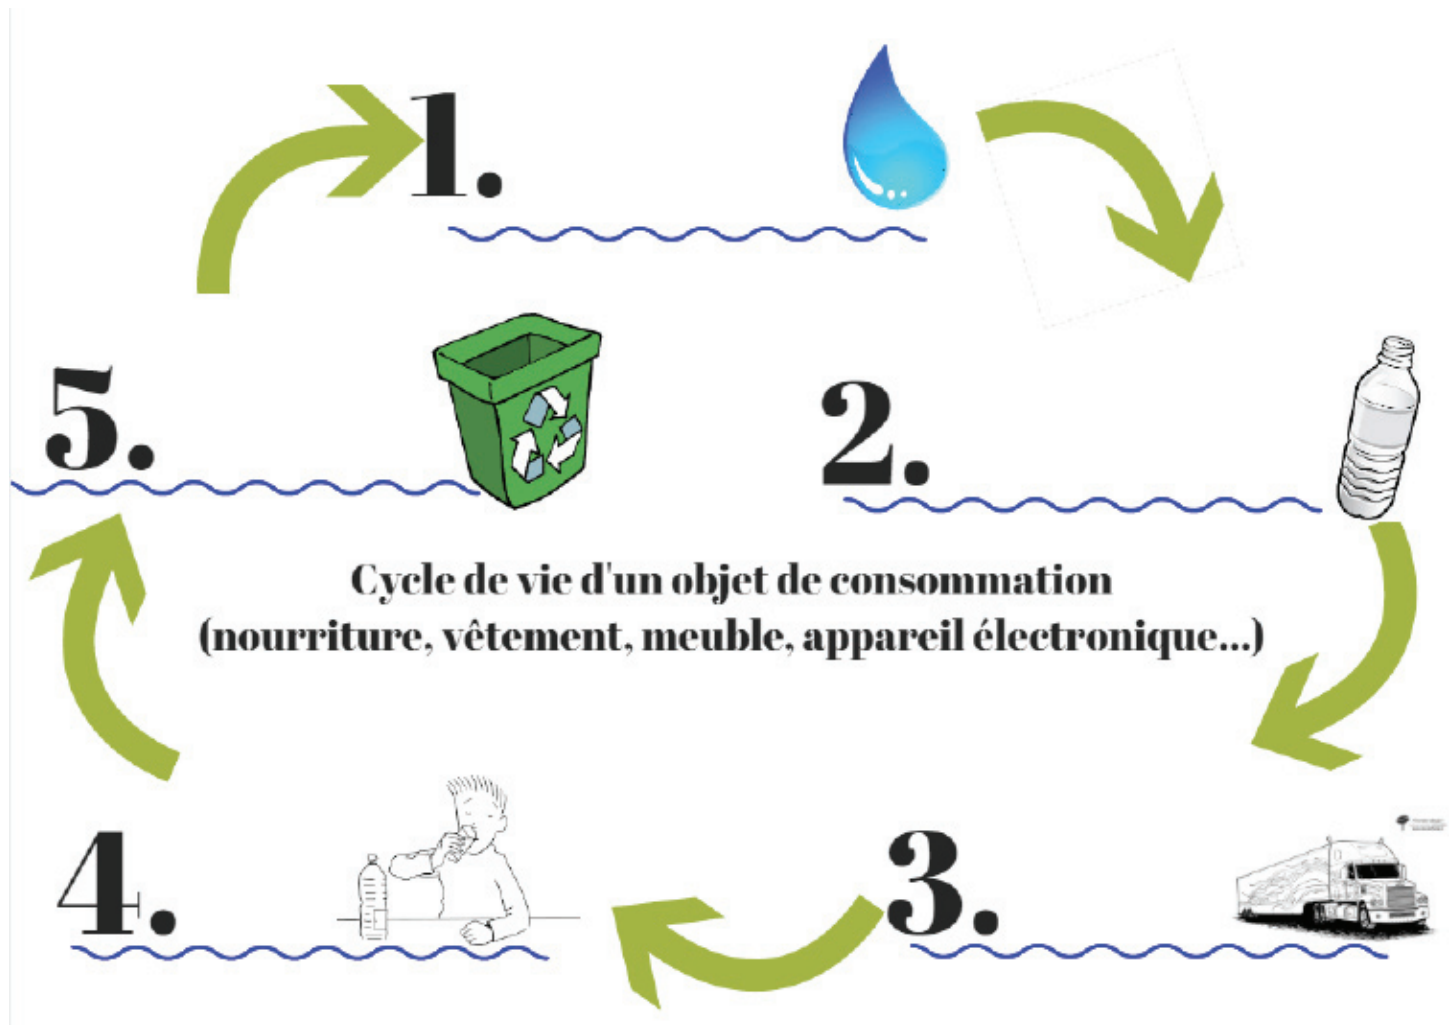 1.
5.
2.
Cycle de vie d'un objet de consommation
(nourriture, vêtement, meuble, appareil électronique...)
4.
3.